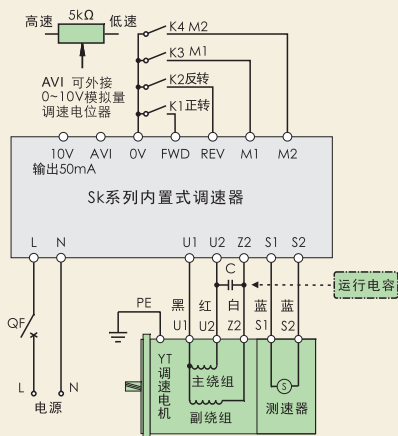 5kΩ
高速 低速
K4 M2
K3 M1
K2反转
K1正转
AVI 可外接
0~10V模拟量
调速电位器
10V AVI 0V FWD REV M1 M2
输出50mA
Sk系列内置式调速器
L N U1 U2 Z2 S1 S2
C
运行电容
PE
黑 红 白 蓝 蓝
U1 U2 Z2 S1 S2
QF
YT调速电机
主绕组
副绕组
S
测速器
L N
电源